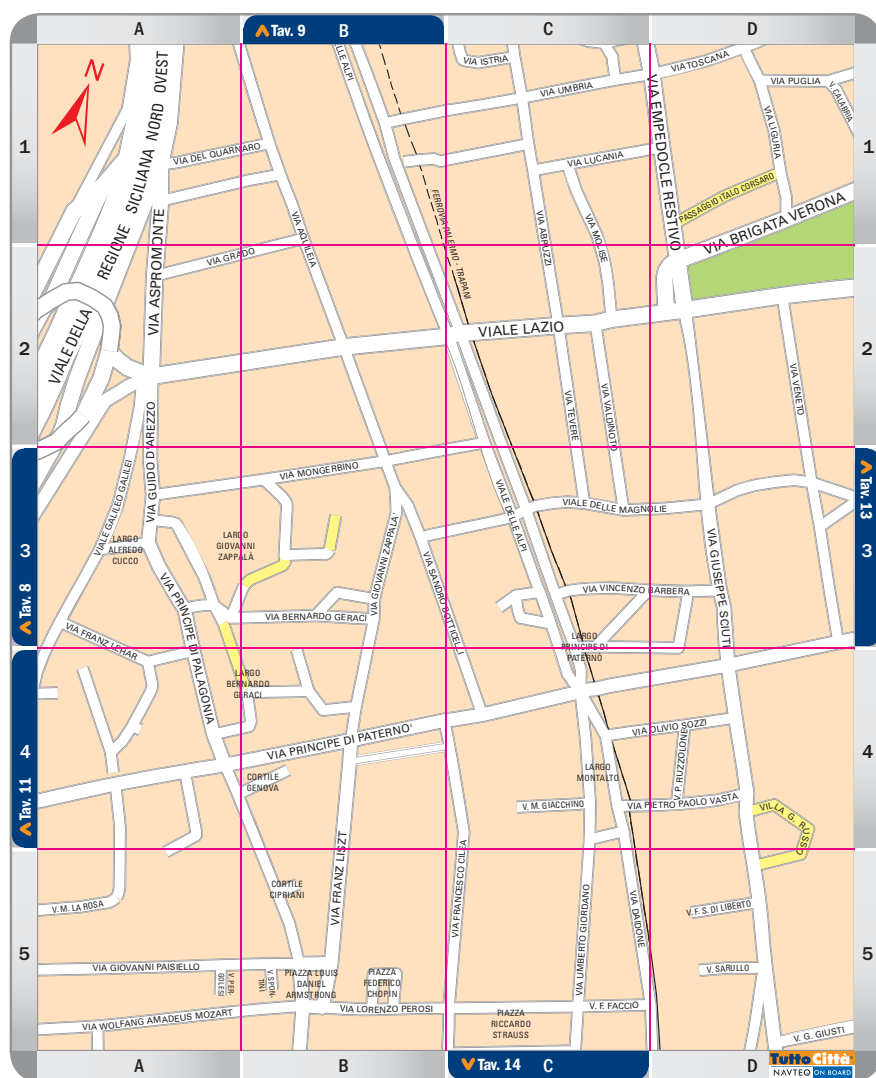 A
Tav. 9
B
C
D
N
VIALE DELLE ALPI
VIA ISTRIA
VIA TOSCANA
VIA UMBRIA
VIA PUGLIA
V. CALABRIA
VIALE DELLA REGIONE SICILIANA NORD OVEST
VIA EMPEDOCLE RESTIVO
VIA LIGURIA
1
1
VIA DEL QUARNARO
VIA LUCANIA
PASSAGGIO ITALO CORSARO
FERROVIA PALERMO - TRAPANI
VIA ASPROMONTE
VIA AQUILEIA
VIA ABRUZZI
VIA MOLISE
VIA BRIGATA VERONA
VIA GRADO
VIALE LAZIO
2
2
VIA GUIDO D'AREZZO
VIA TEVERE
VIA VALDINOTO
VIA VENETO
Tav. 13
VIALE GALILEO GALILEI
VIA MONGERBINO
VIALE DELLE ALPI
VIALE DELLE MAGNOLIE
LARGO
ALFREDO
CUCCO
LARGO
GIOVANNI
ZAPPALÀ
VIA GIOVANNI ZAPPALA'
VIA SANDRO BOTTICELLI
VIA GIUSEPPE SCIUTI
3
3
Tav. 8
VIA PRINCIPE DI PALAGONIA
VIA VINCENZO BARBERA
VIA BERNARDO GERACI
VIA FRANZ LEHAR
LARGO
PRINCIPE DI
PATERNÒ
LARGO
BERNARDO
GERACI
VIA PRINCIPE DI PATERNO'
VIA OLIVIO SOZZI
V. P. RUZZOLONE
4
4
Tav. 11
CORTILE
GENOVA
LARGO
MONTALTO
V. M. GIACCHINO
VIA PIETRO PAOLO VASTA
VILLA G. RUSSO
VIA FRANZ LISZT
VIA FRANCESCO CILEA
CORTILE
CIPRIANI
VIA UMBERTO GIORDANO
VIA DAIDONE
V. M. LA ROSA
V. F. S. DI LIBERTO
5
5
VIA GIOVANNI PAISIELLO
V. PER-
GOLESI
V. SPON-
TINI
PIAZZA LOUIS
DANIEL
ARMSTRONG
PIAZZA
FEDERICO
CHOPIN
V. SARULLO
VIA WOLFANG AMADEUS MOZART
VIA LORENZO PEROSI
V. F. FACCIO
PIAZZA
RICCARDO
STRAUSS
V. G. GIUSTI
A
B
Tav. 14
C
D
TuttoCittà
NAVTEQ ON BOARD